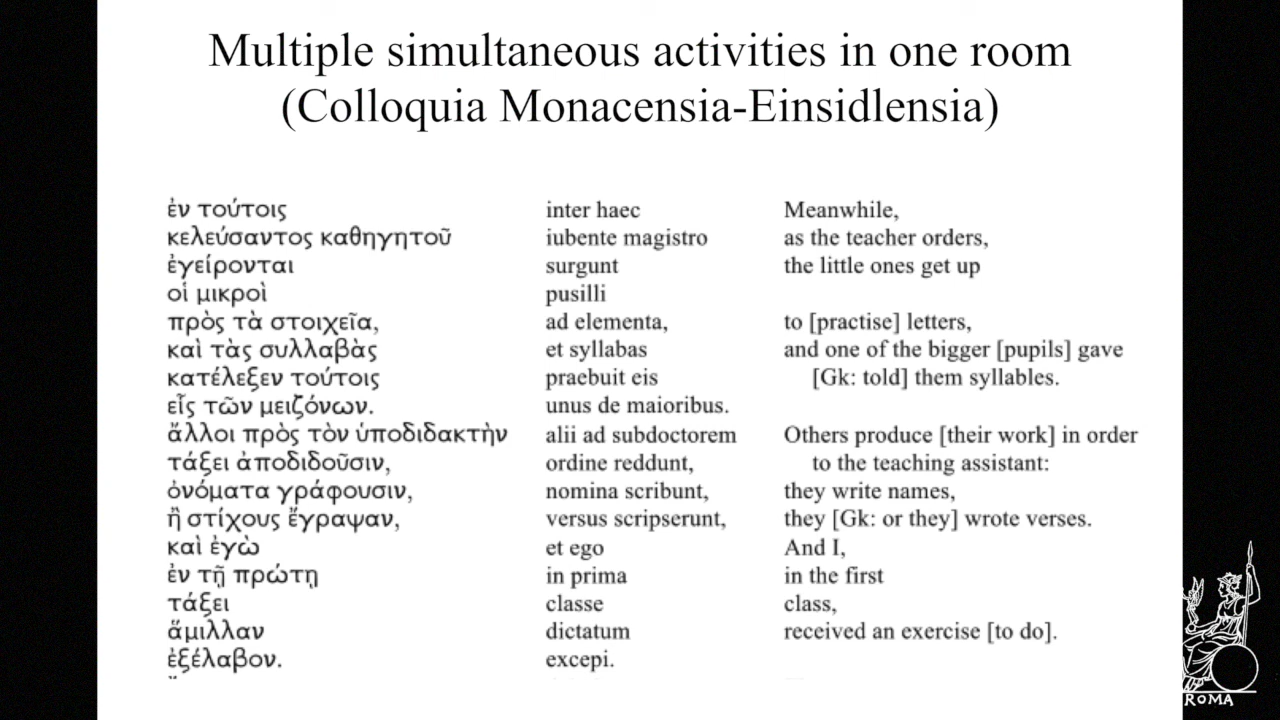 Multiple simultaneous activities in one room
(Colloquia Monacensia-Einsidlensia)
ἐν τούτοις inter haec Meanwhile,
κελεύσαντος καθηγητοῦ iubente magistro as the teacher orders,
ἐγείρονται surgunt the little ones get up
οἱ μικροὶ pusilli
πρὸς τὰ στοιχεῖα, ad elementa, to [practise] letters,
καὶ τὰς συλλαβὰς et syllabas and one of the bigger [pupils] gave
κατέλεξεν τούτοις praebuit eis [Gk: told] them syllables.
εἷς τῶν μειζόνων. unus de maioribus.
ἄλλοι πρὸς τὸν ὑποδιδακτὴν alii ad subdoctorem Others produce [their work] in order
τάξει ἀποδιδοῦσιν, ordine reddunt, to the teaching assistant:
ὀνόματα γράφουσιν, nomina scribunt, they write names,
ἢ στίχους ἔγραψαν, versus scripserunt, they [Gk: or they] wrote verses.
καὶ ἐγὼ et ego And I,
ἐν τῇ πρώτῃ in prima in the first
τάξει classe class,
ἅμιλλαν dictatum received an exercise [to do].
ἐξέλαβον. excepi.
ROMA